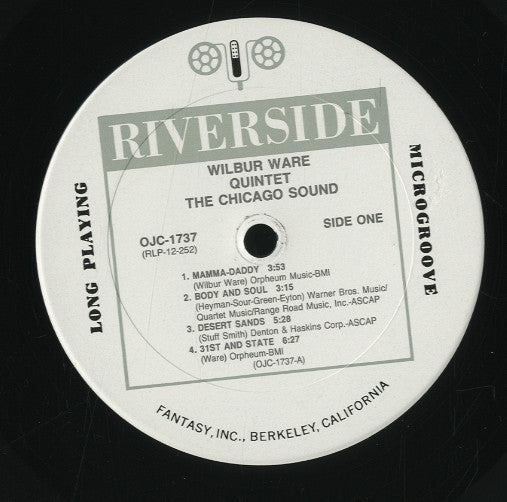 RIVERSIDE
WILBUR WARE
QUINTET
THE CHICAGO SOUND
LONG PLAYING
MICROGROOVE
OJC-1737
(RLP-12-252)
SIDE ONE
1. MAMMA-DADDY 3:53
(Wilbur Ware) Orpheum Music-BMI
2. BODY AND SOUL 3:15
(Heyman-Sour-Green-Eyton) Warner Bros. Music/
Quartet Music/Range Road Music, Inc.-ASCAP
3. DESERT SANDS 5:28
(Stuff Smith) Denton & Haskins Corp.-ASCAP
4. 31ST AND STATE 6:27
(Ware) Orpheum-BMI
(OJC-1737-A)
FANTASY, INC., BERKELEY, CALIFORNIA